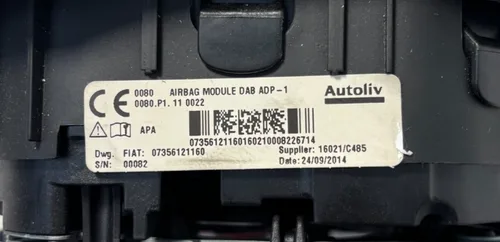 CE 0080 AIRBAG MODULE DAB ADP-1 Autoliv
0080.P1. 11 0022
APA
07356121160160210008226714
Dwg. FIAT: 07356121160 Supplier: 16021/C485
S/N: 00082 Date: 24/09/2014